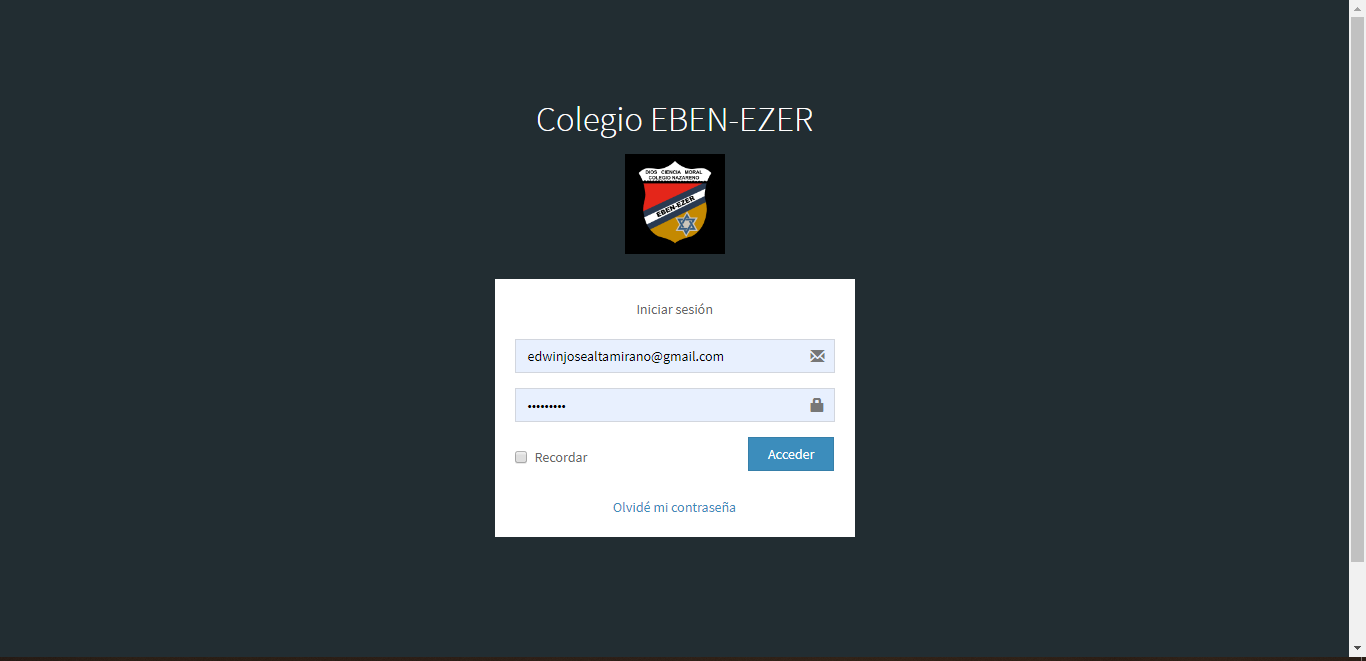 Colegio EBEN-EZER
DIOS CIENCIA MORAL
COLEGIO NAZARENO
EBEN-EZER
Iniciar sesión
edwinjosealtamirano@gmail.com
•••••••••
Recordar
Acceder
Olvidé mi contraseña